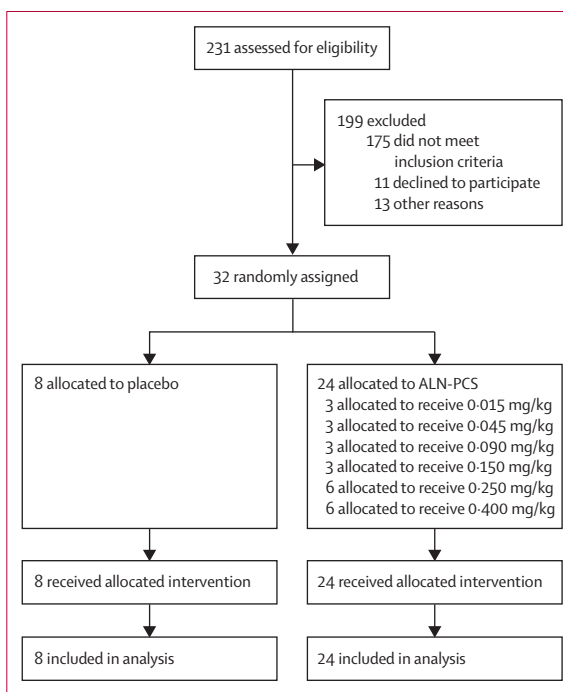 231 assessed for eligibility
199 excluded
175 did not meet
inclusion criteria
11 declined to participate
13 other reasons
32 randomly assigned
8 allocated to placebo
24 allocated to ALN-PCS
3 allocated to receive 0·015 mg/kg
3 allocated to receive 0·045 mg/kg
3 allocated to receive 0·090 mg/kg
3 allocated to receive 0·150 mg/kg
6 allocated to receive 0·250 mg/kg
6 allocated to receive 0·400 mg/kg
8 received allocated intervention
24 received allocated intervention
8 included in analysis
24 included in analysis